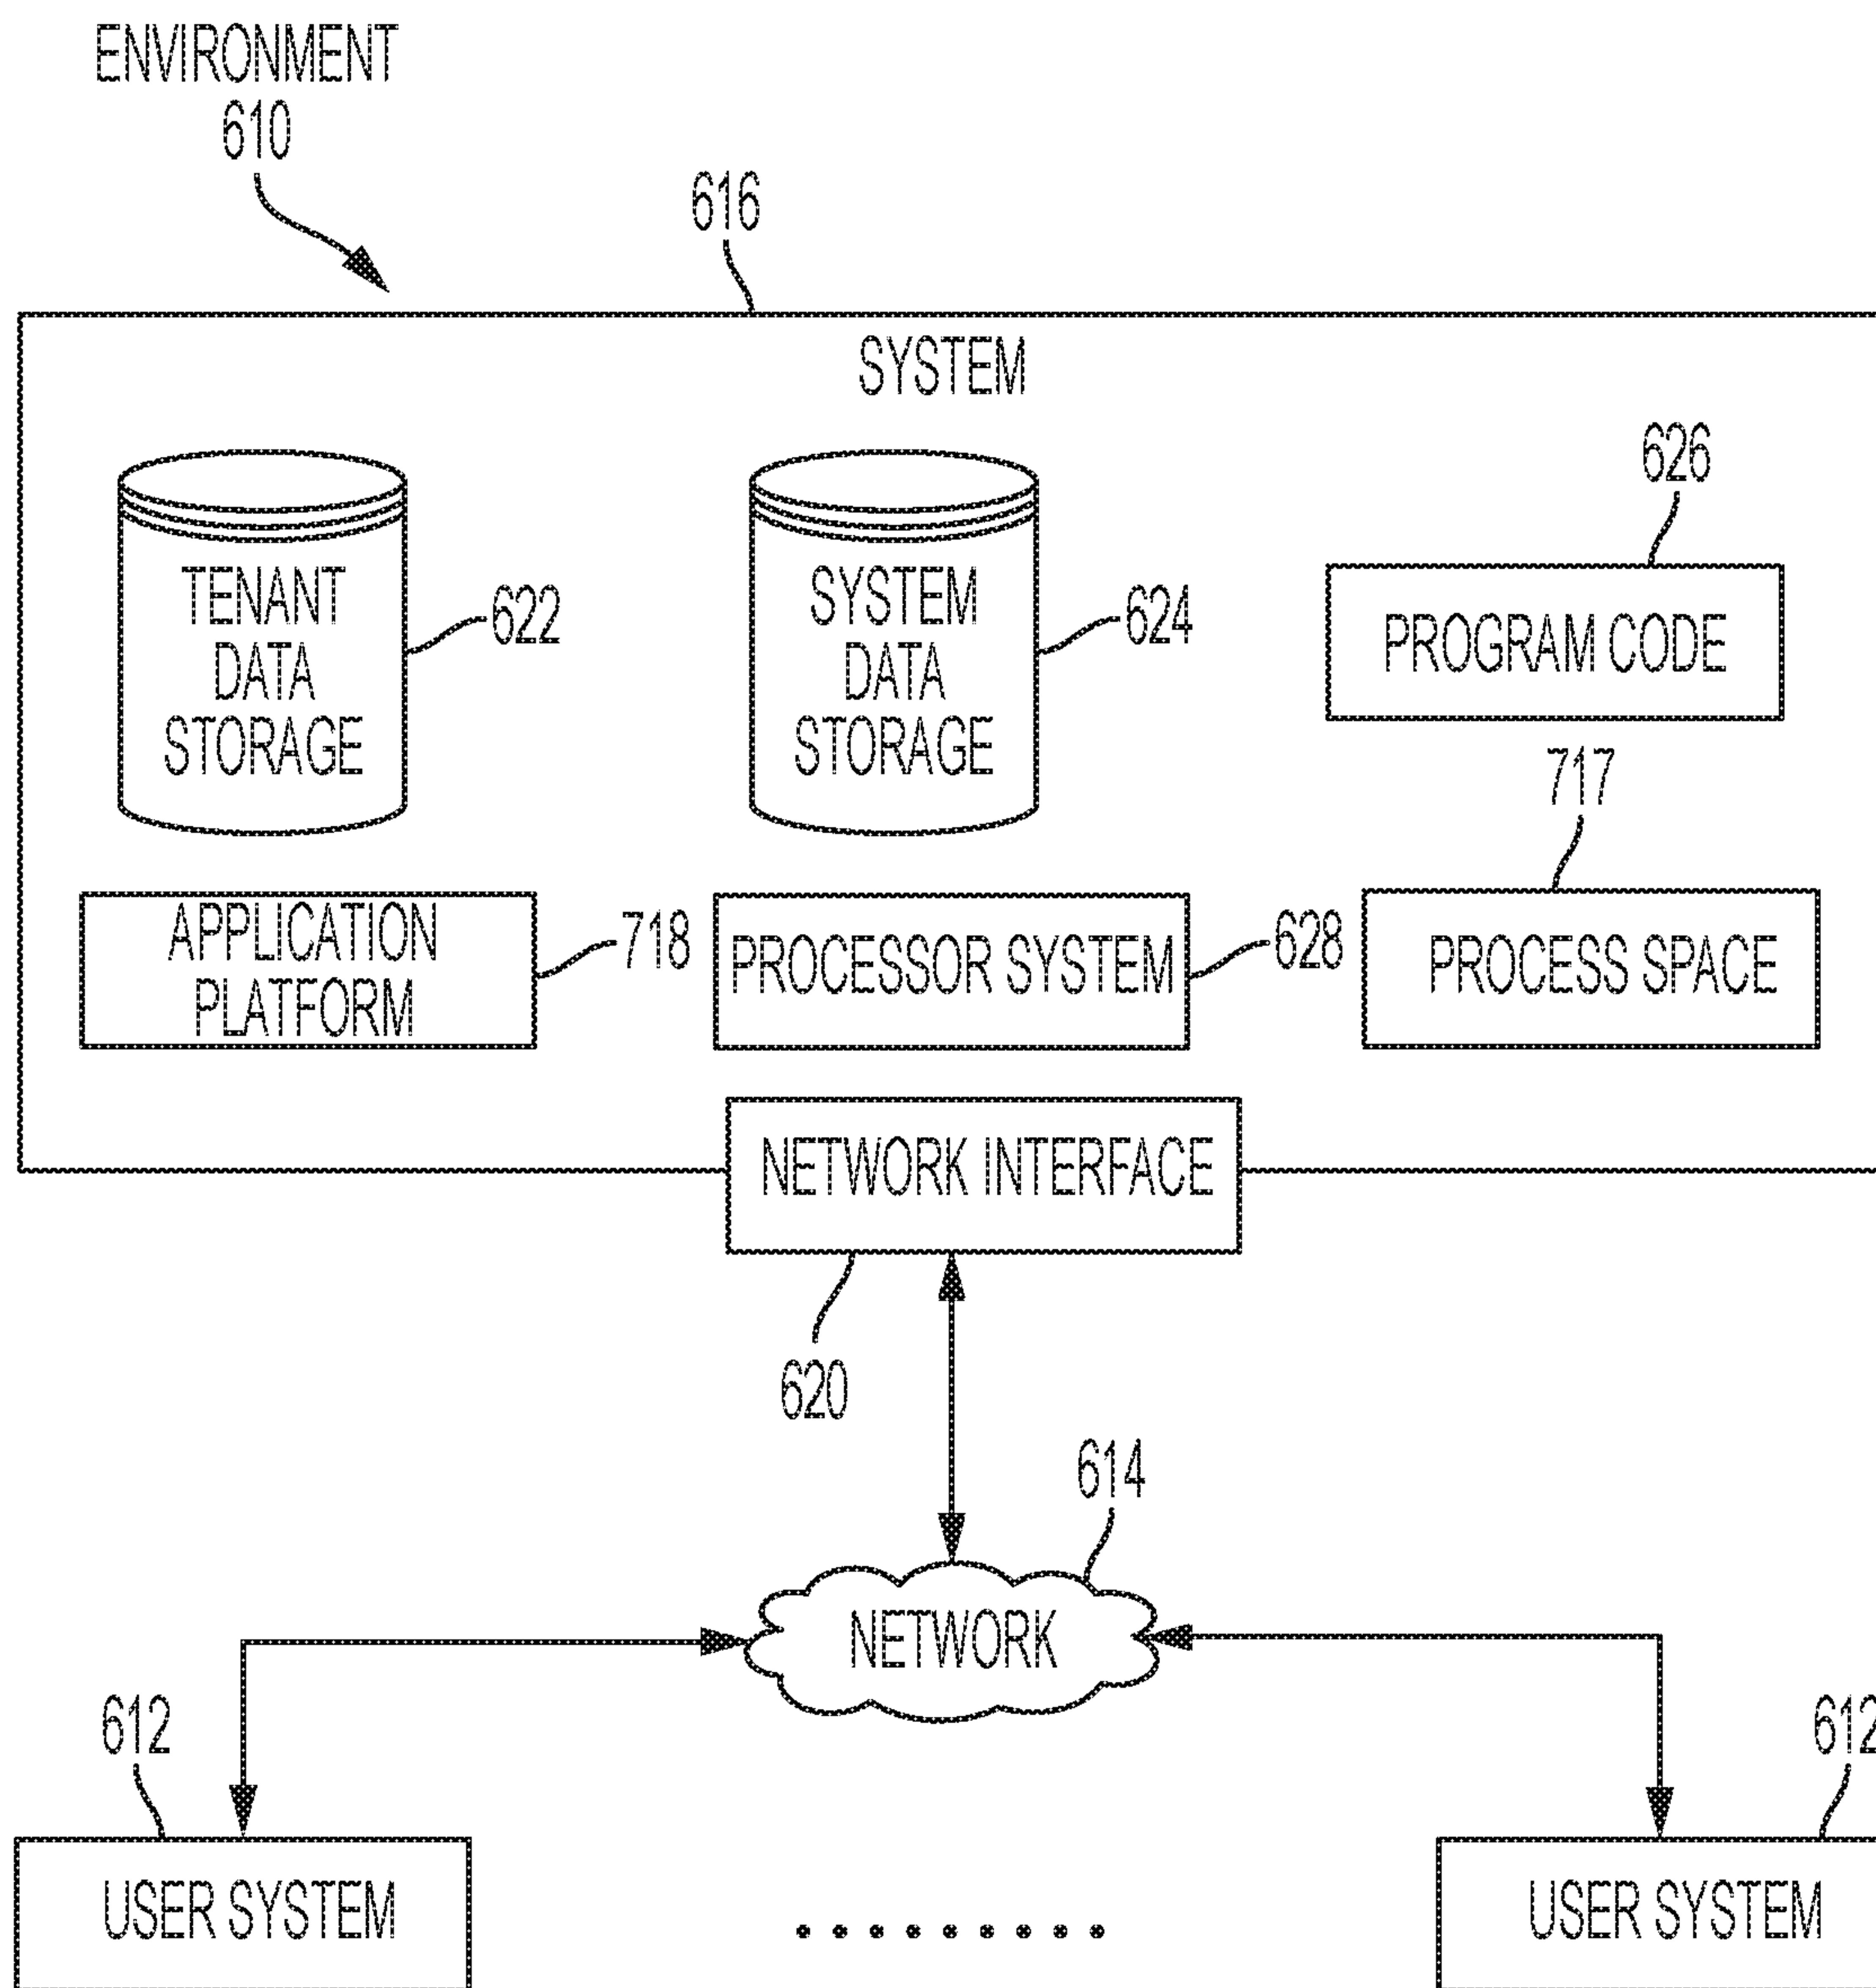 ENVIRONMENT
610
616
SYSTEM
626
TENANT
DATA
STORAGE
622
SYSTEM
DATA
STORAGE
624
PROGRAM CODE
717
APPLICATION
PLATFORM
718
PROCESSOR SYSTEM
628
PROCESS SPACE
NETWORK INTERFACE
620
614
NETWORK
612
612
USER SYSTEM
USER SYSTEM